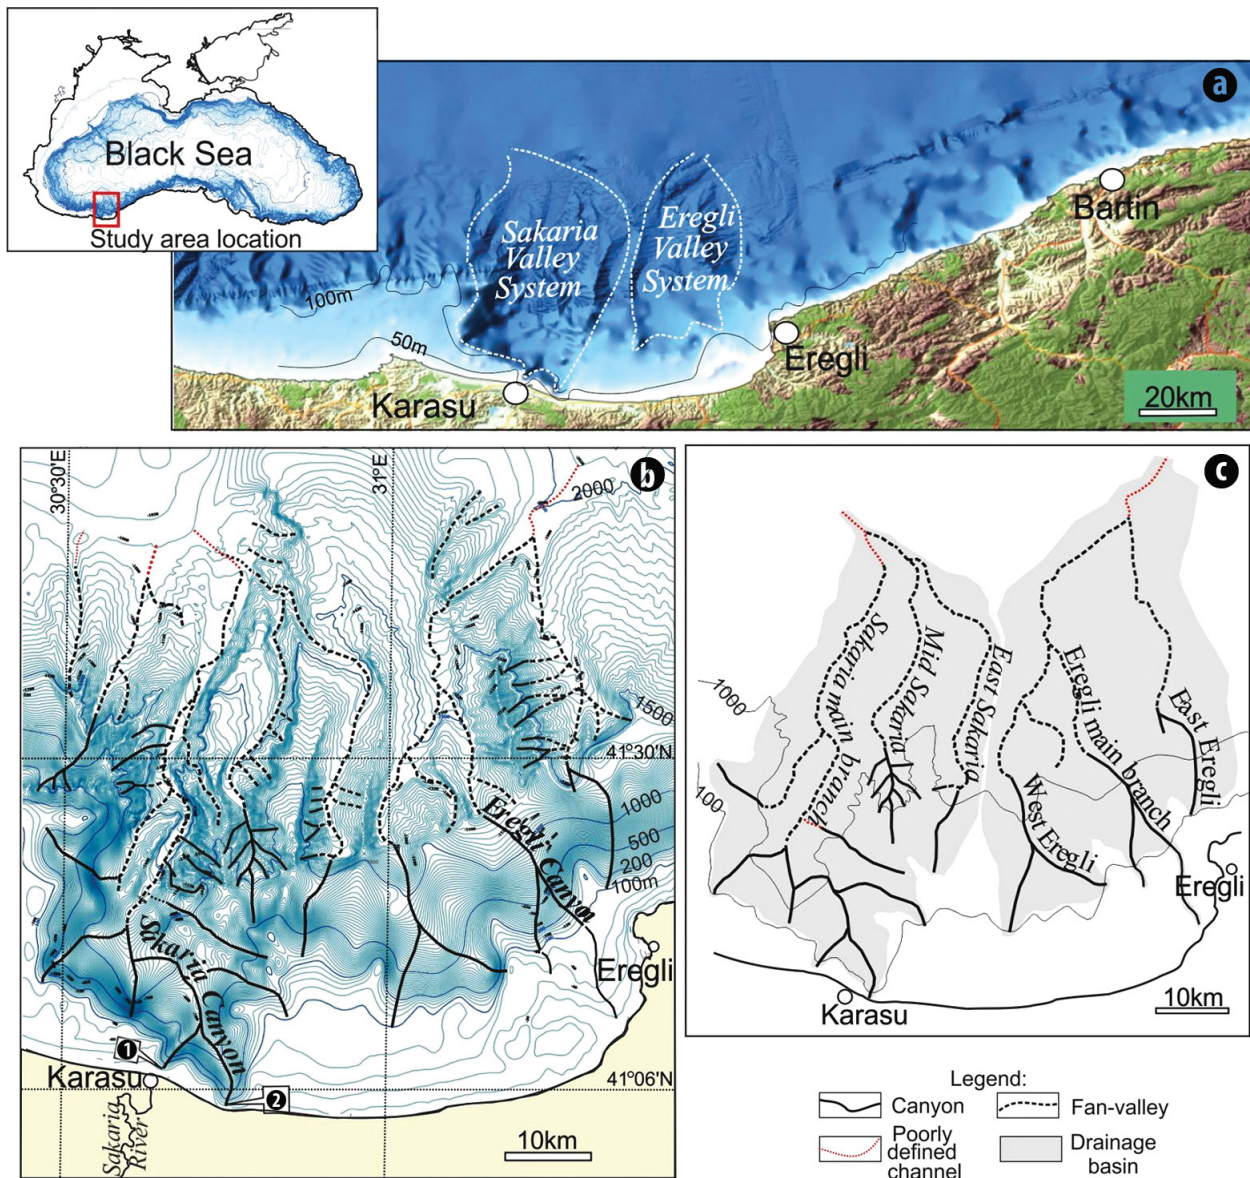 Black Sea
Study area location
a
Sakaria
Valley
System
Eregli
Valley
System
100m
50m
Karasu
Eregli
Bartin
20km
b
30°30'E
31°E
2000
1500
41°30'N
1000
500
200
100m
Eregli Canyon
Sakaria Canyon
Eregli
1
Karasu
41°06'N
2
Sakaria
River
10km
c
Sakaria main branch
Mid Sakaria
East Sakaria
Eregli main branch
East Eregli
West Eregli
1000
100
Eregli
Karasu
10km
Legend:
Canyon
Fan-valley
Poorly
defined
channel
Drainage
basin